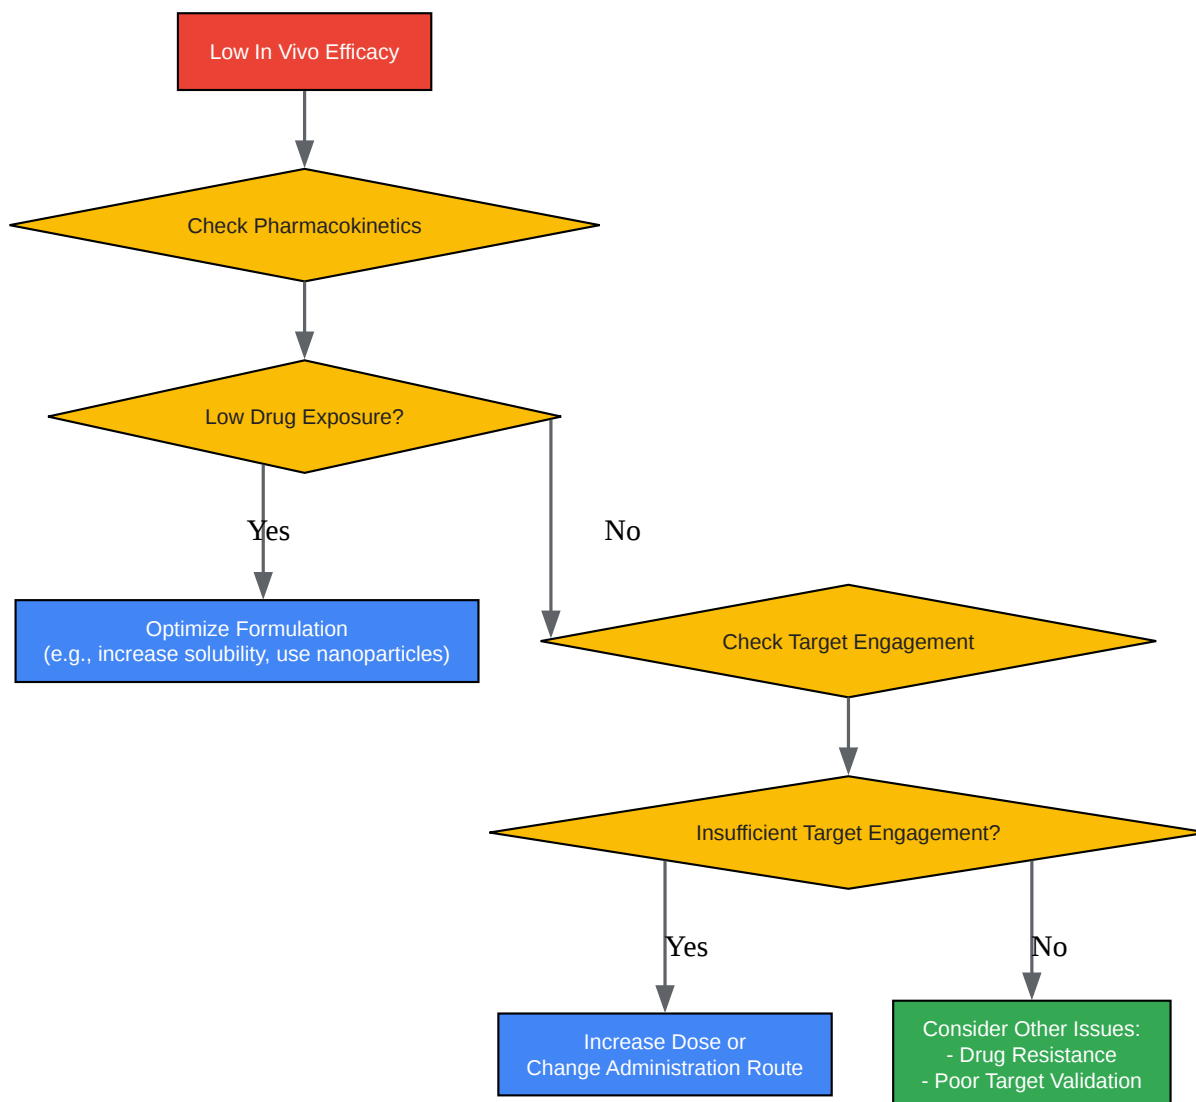 Low In Vivo Efficacy
Check Pharmacokinetics
Low Drug Exposure?
Yes
No
Optimize Formulation
(e.g., increase solubility, use nanoparticles)
Check Target Engagement
Insufficient Target Engagement?
Yes
No
Increase Dose or
Change Administration Route
Consider Other Issues:
- Drug Resistance
- Poor Target Validation